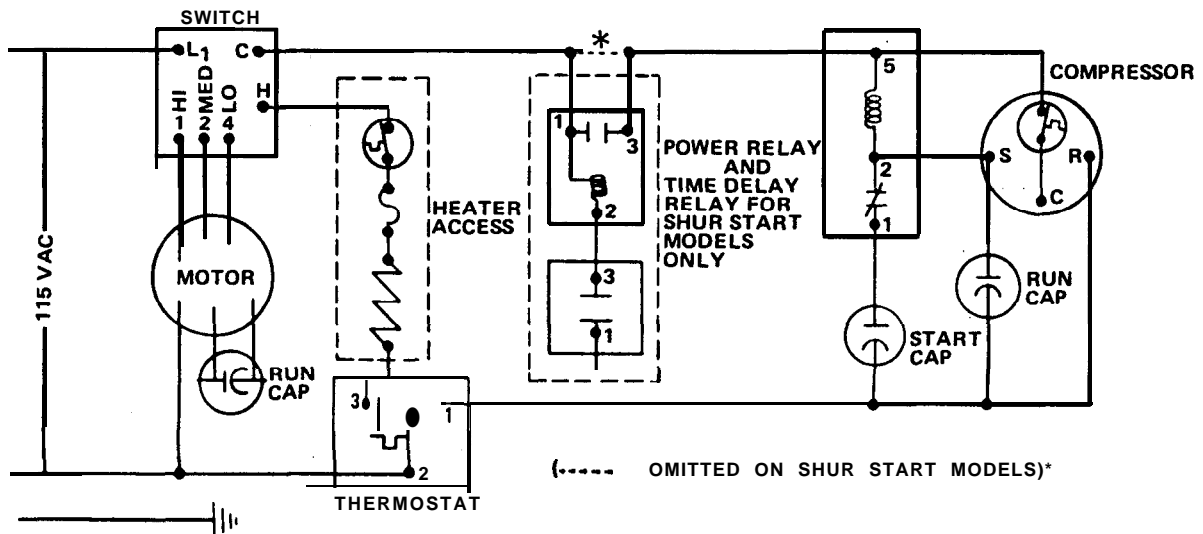 SWITCH
L1
C
H
HI
1
MED
2
LO
4
115 VAC
MOTOR
RUN
CAP
HEATER
ACCESS
3
1
2
THERMOSTAT
*
1
3
2
3
1
POWER RELAY
AND
TIME DELAY
RELAY FOR
SHUR START
MODELS
ONLY
5
2
1
START
CAP
COMPRESSOR
S
R
C
RUN
CAP
(----- OMITTED ON SHUR START MODELS)*